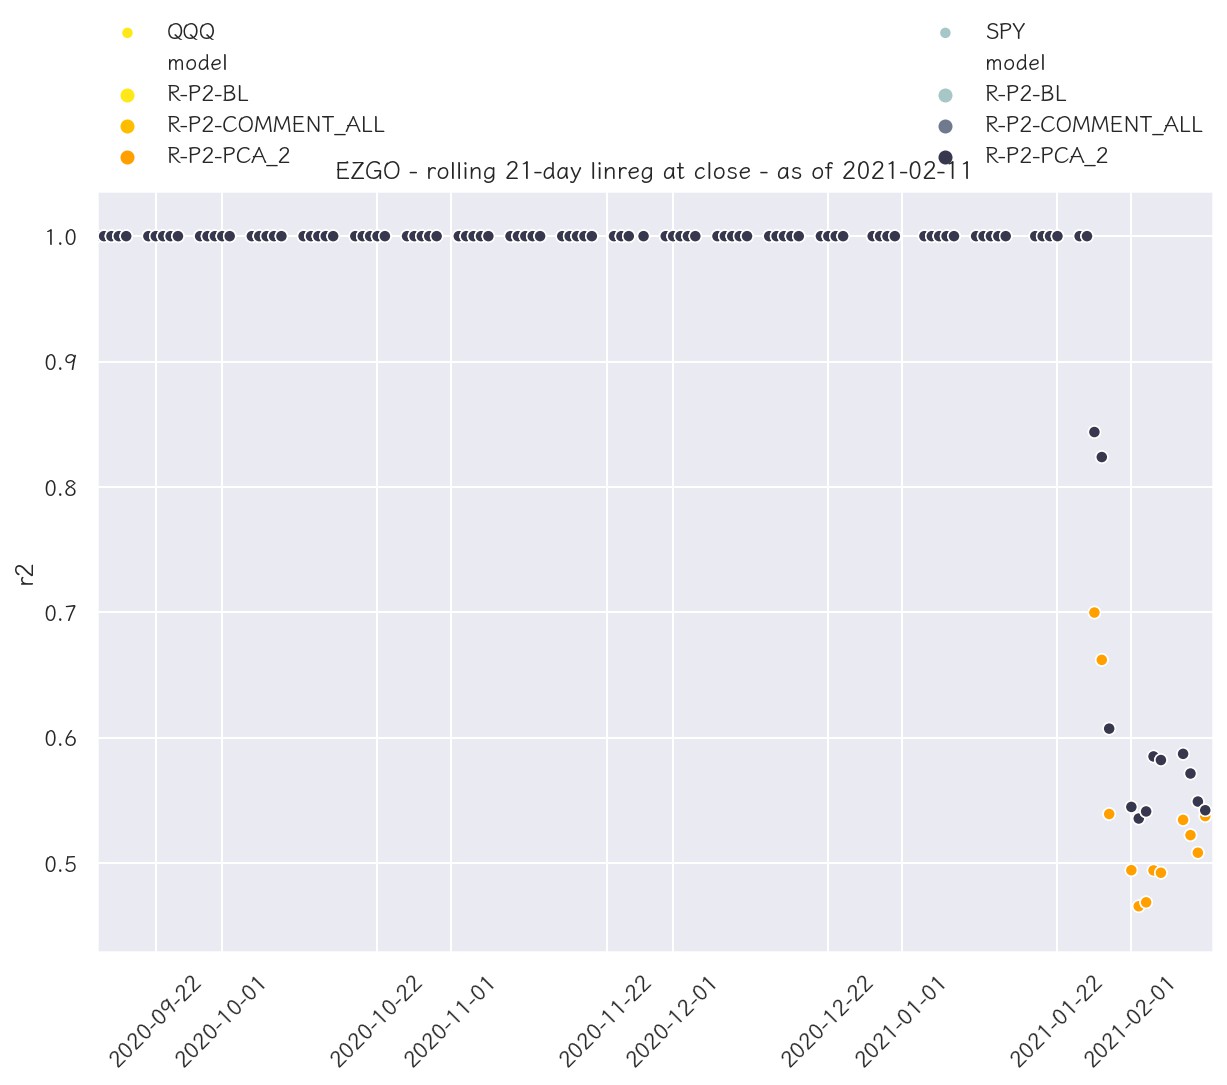 QQQ
model
R-P2-BL
R-P2-COMMENT_ALL
R-P2-PCA_2
SPY
model
R-P2-BL
R-P2-COMMENT_ALL
R-P2-PCA_2
EZGO - rolling 21-day linreg at close - as of 2021-02-11
r2
1.0
0.9
0.8
0.7
0.6
0.5
2020-09-22
2020-10-01
2020-10-22
2020-11-01
2020-11-22
2020-12-01
2020-12-22
2021-01-01
2021-01-22
2021-02-01